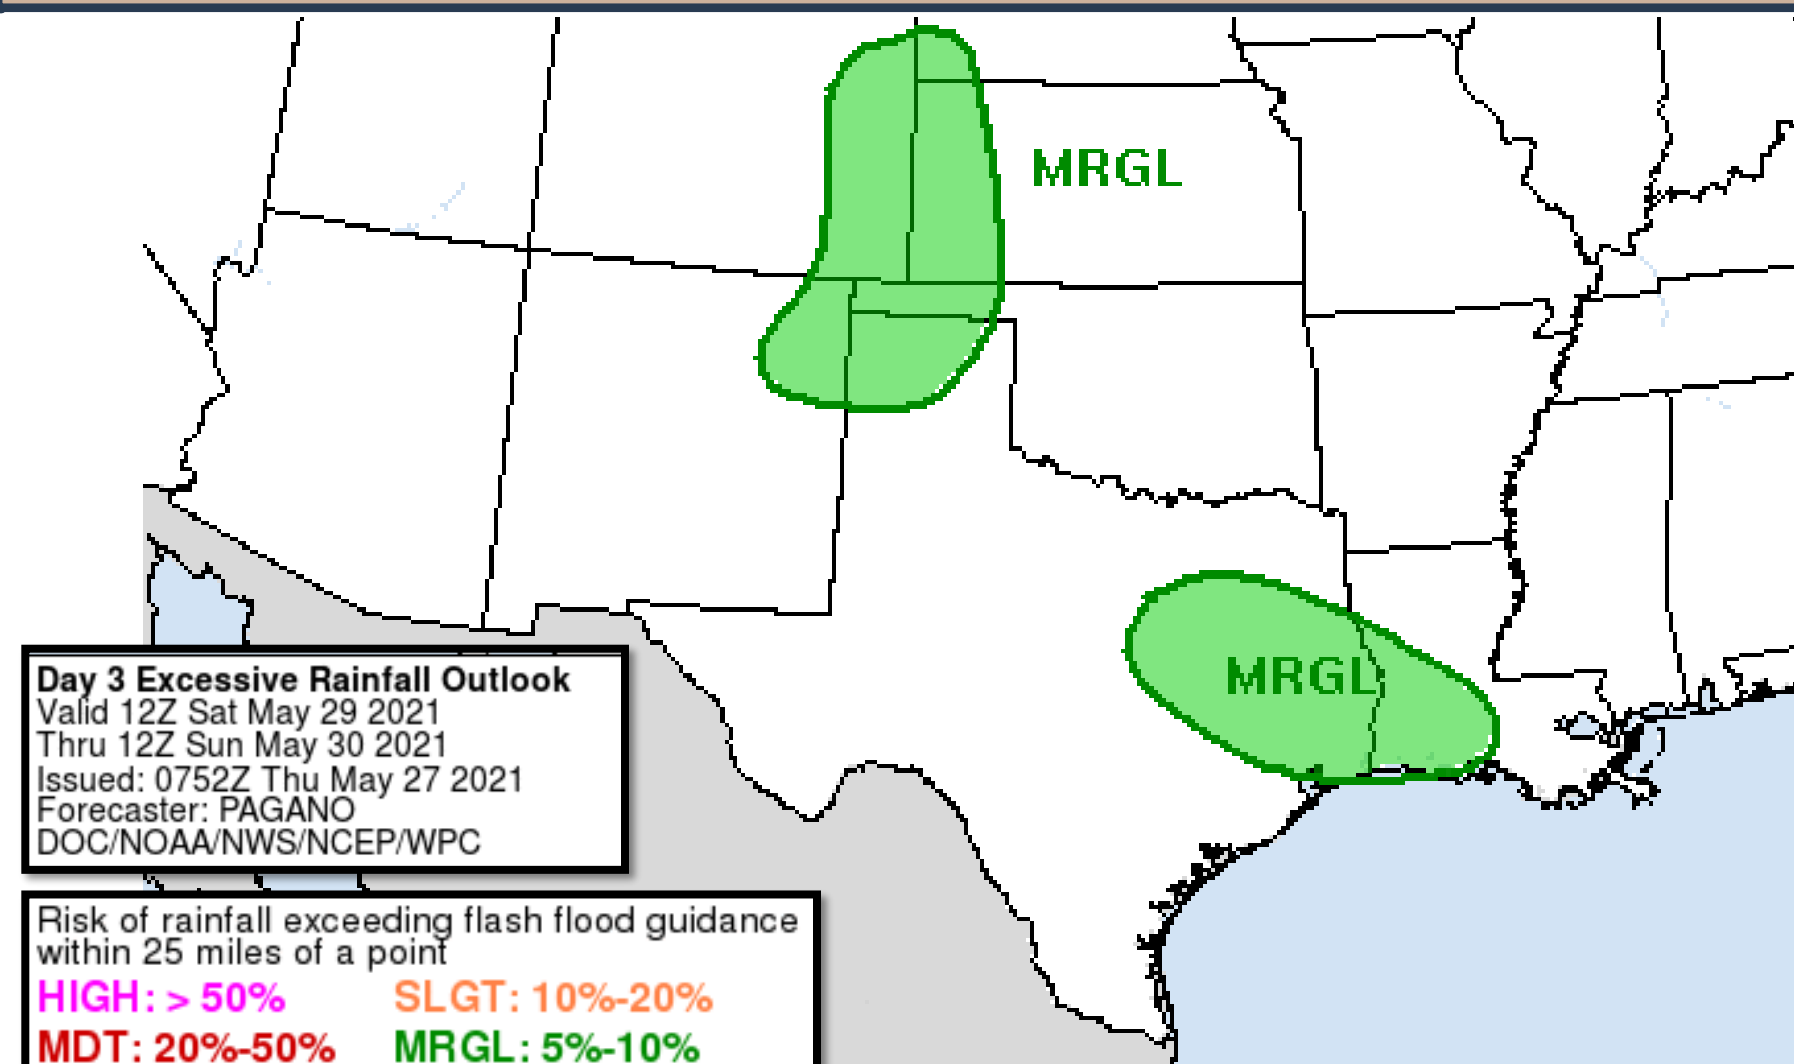 MRGL
MRGL
Day 3 Excessive Rainfall Outlook
Valid 12Z Sat May 29 2021
Thru 12Z Sun May 30 2021
Issued: 0752Z Thu May 27 2021
Forecaster: PAGANO
DOC/NOAA/NWS/NCEP/WPC
Risk of rainfall exceeding flash flood guidance
within 25 miles of a point
HIGH: > 50% SLGT: 10%-20%
MDT: 20%-50% MRGL: 5%-10%